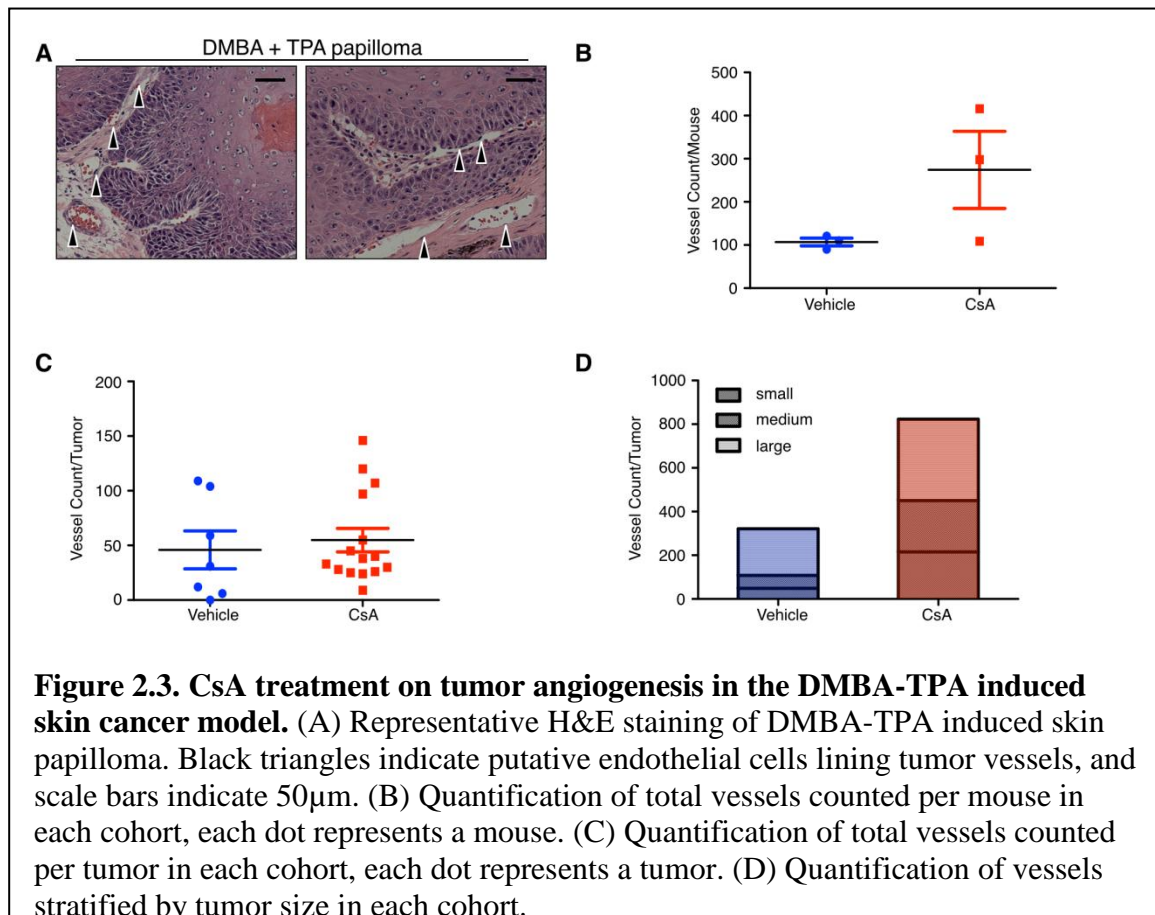 A
DMBA + TPA papilloma
B
Vessel Count/Mouse
500
400
300
200
100
0
Vehicle
CsA
C
Vessel Count/Tumor
200
150
100
50
0
Vehicle
CsA
D
Vessel Count/Tumor
1000
800
600
400
200
0
small
medium
large
Vehicle
CsA
Figure 2.3. CsA treatment on tumor angiogenesis in the DMBA-TPA induced
skin cancer model. (A) Representative H&E staining of DMBA-TPA induced skin
papilloma. Black triangles indicate putative endothelial cells lining tumor vessels, and
scale bars indicate 50µm. (B) Quantification of total vessels counted per mouse in
each cohort, each dot represents a mouse. (C) Quantification of total vessels counted
per tumor in each cohort, each dot represents a tumor. (D) Quantification of vessels
stratified by tumor size in each cohort.